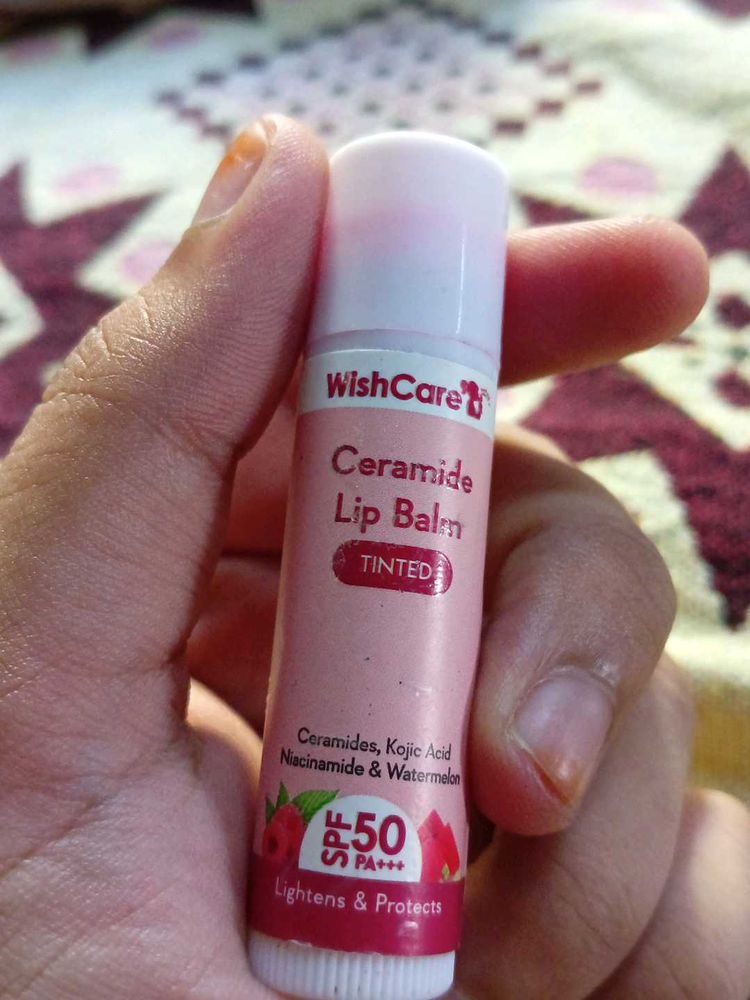 WishCare
Ceramide
Lip Balm
TINTED
Ceramides, Kojic Acid
Niacinamide & Watermelon
SPF 50
PA+++
Lightens & Protects